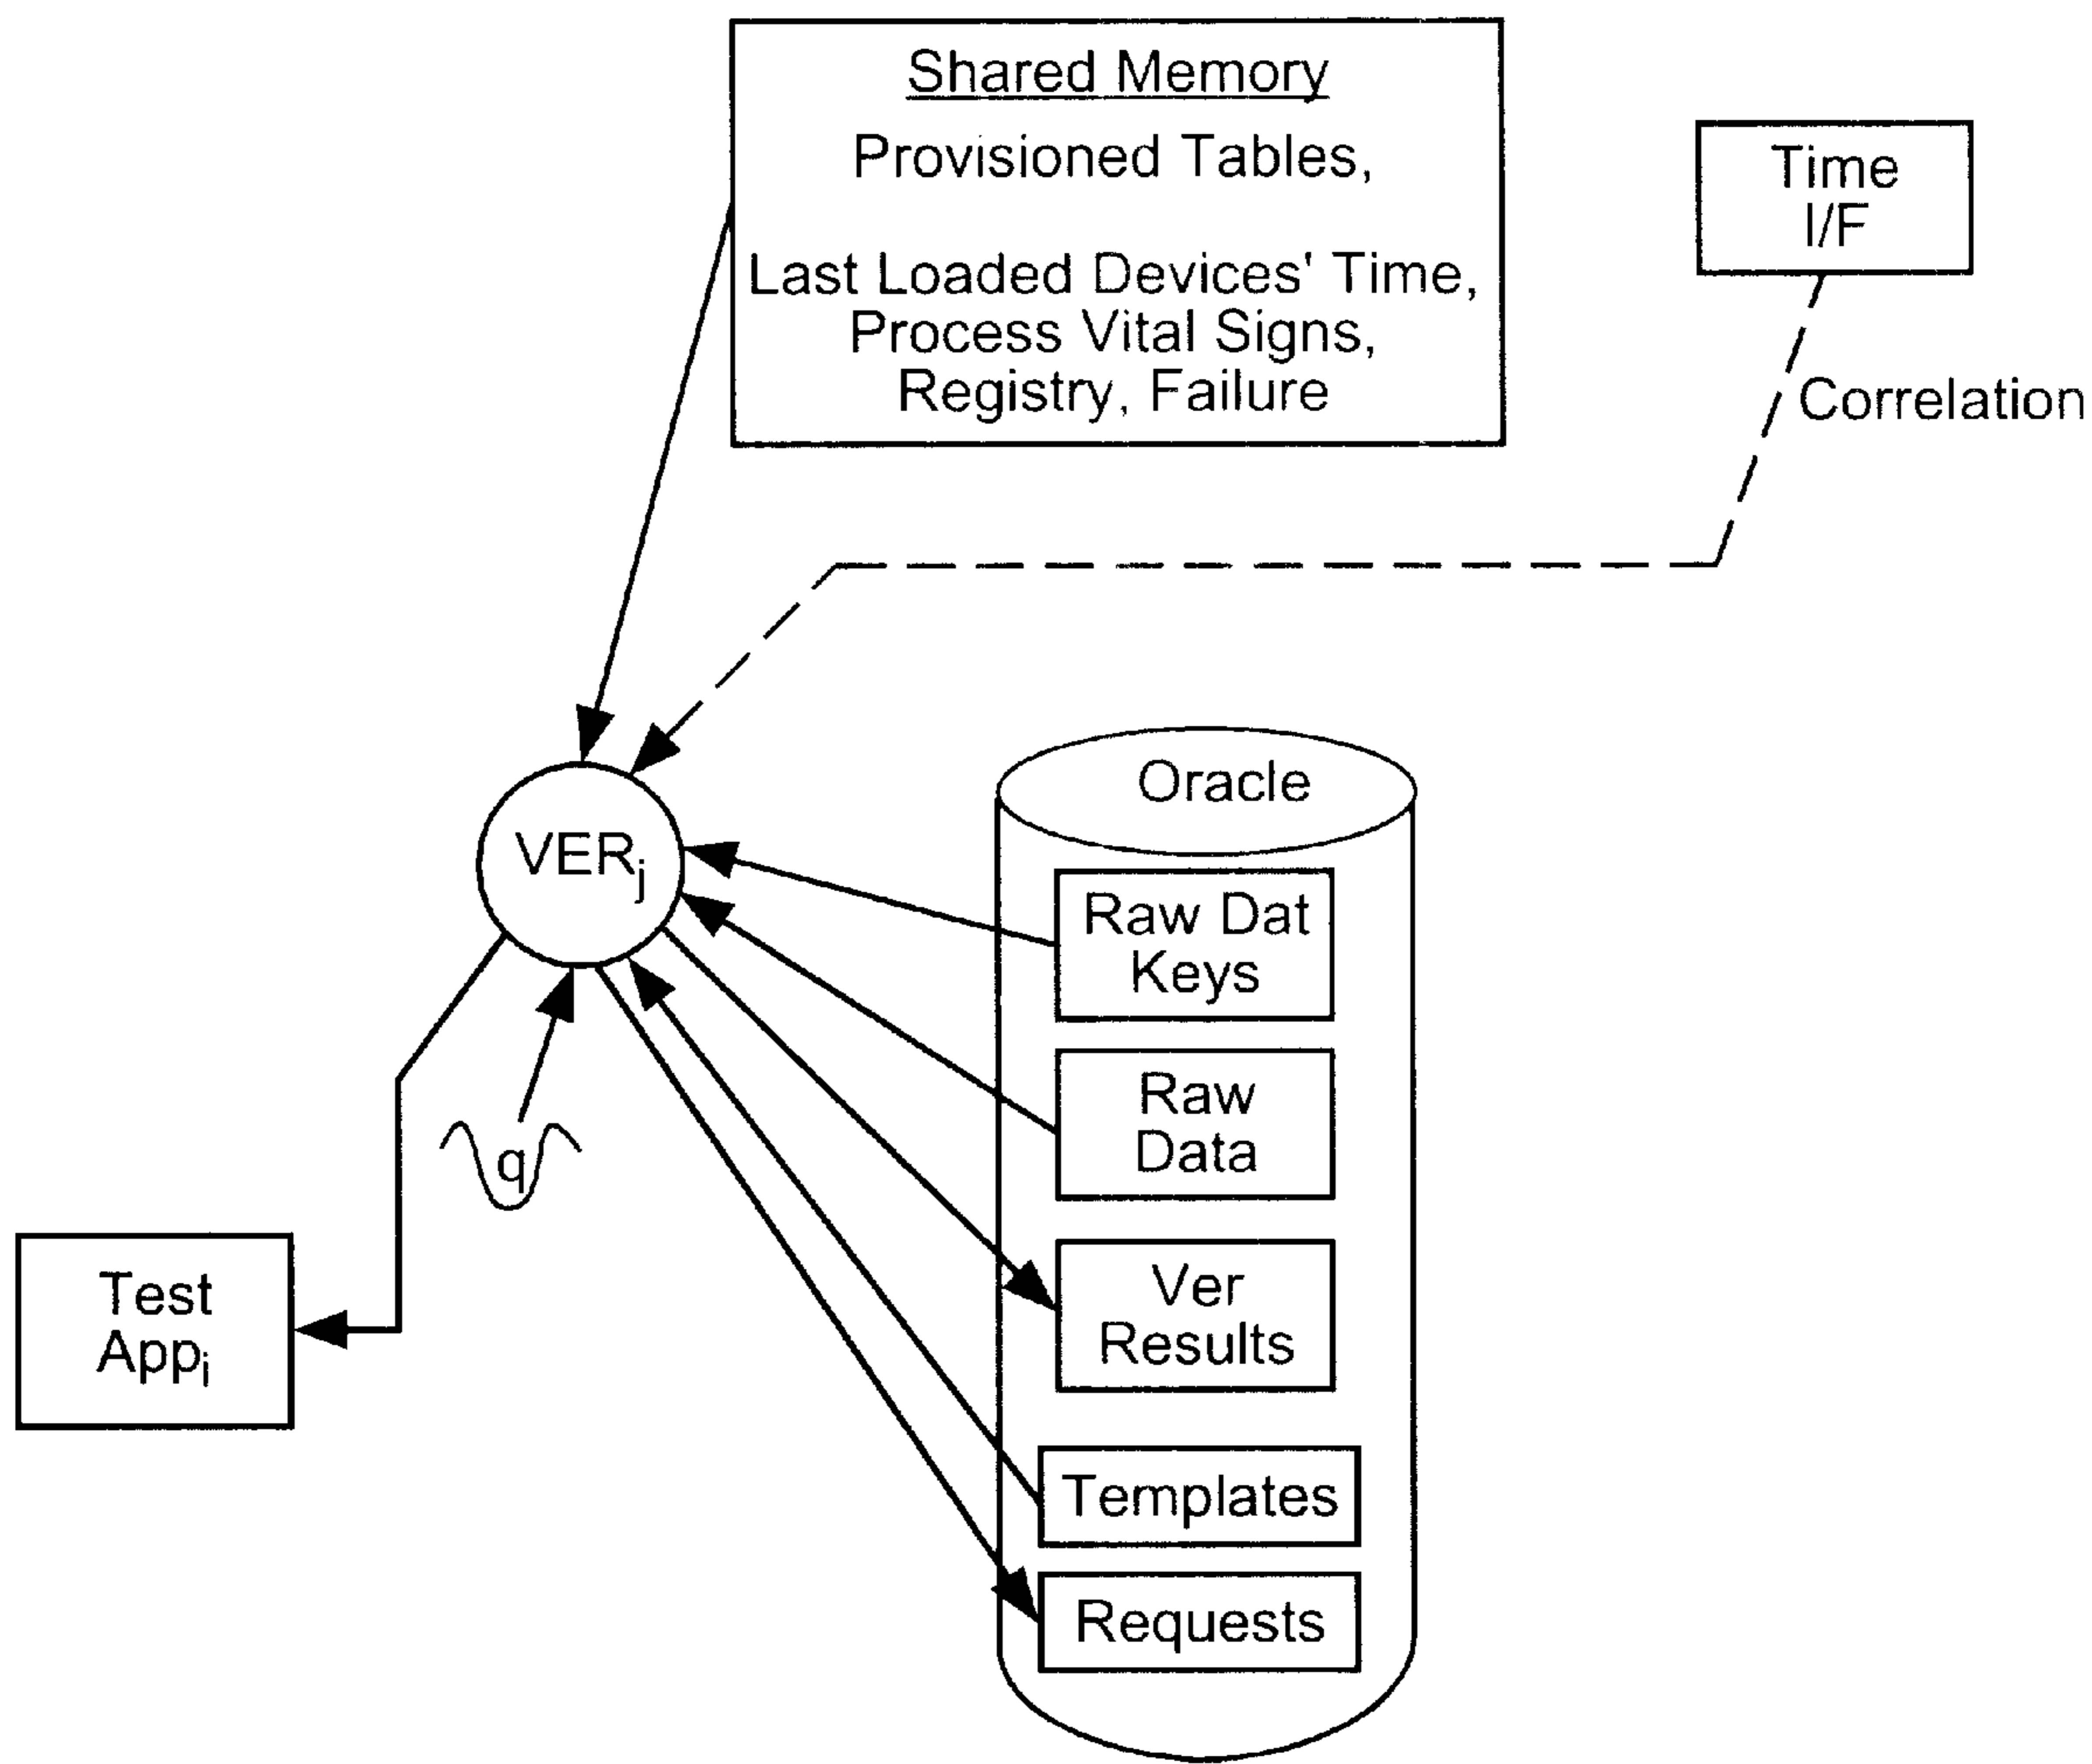 Shared Memory
Provisioned Tables,
Last Loaded Devices' Time,
Process Vital Signs,
Registry, Failure
Time
I/F
Correlation
Oracle
VERj
Raw Dat
Keys
Raw
Data
q
Ver
Results
Test
Appi
Templates
Requests